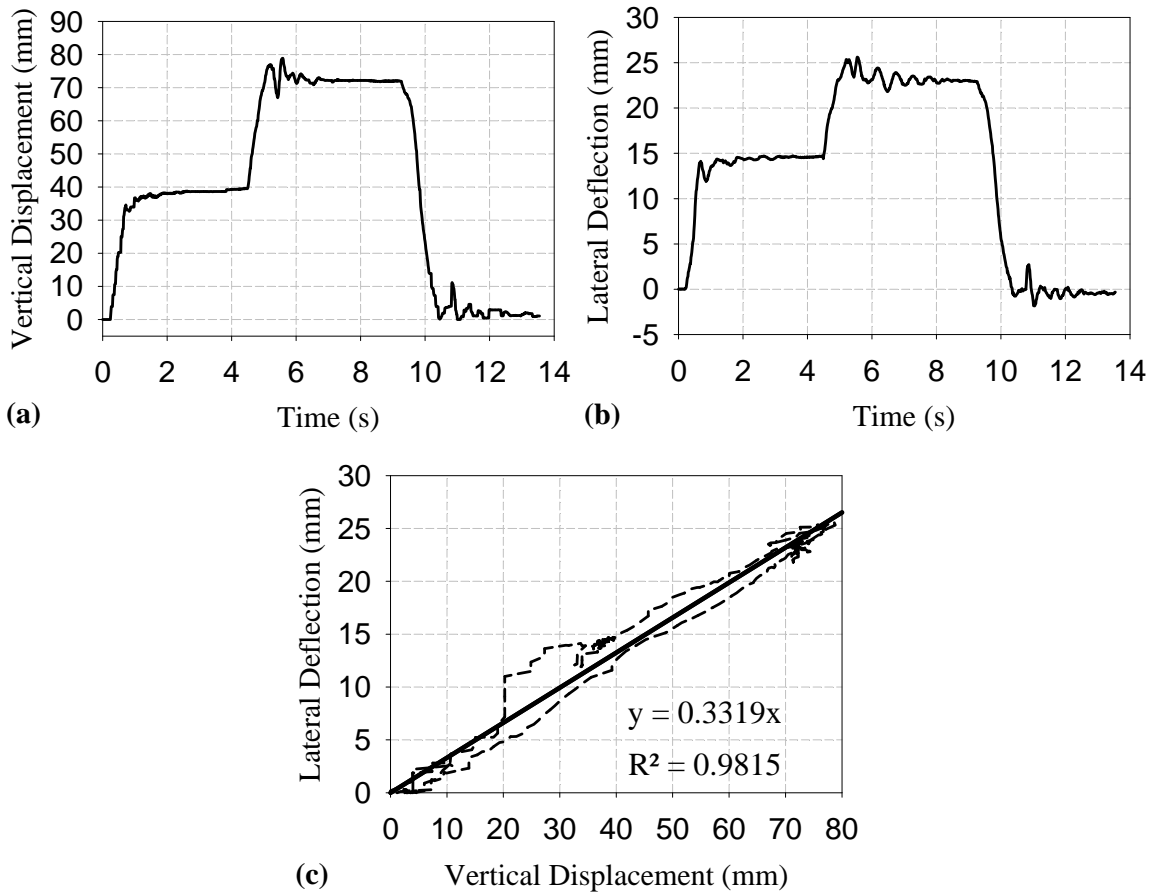 Vertical Displacement (mm)
90
80
70
60
50
40
30
20
10
0
0 2 4 6 8 10 12 14
(a) Time (s)
Lateral Deflection (mm)
30
25
20
15
10
5
0
-5
0 2 4 6 8 10 12 14
(b) Time (s)
Lateral Deflection (mm)
30
25
20
15
10
5
0
y = 0.3319x
R² = 0.9815
0 10 20 30 40 50 60 70 80
(c) Vertical Displacement (mm)